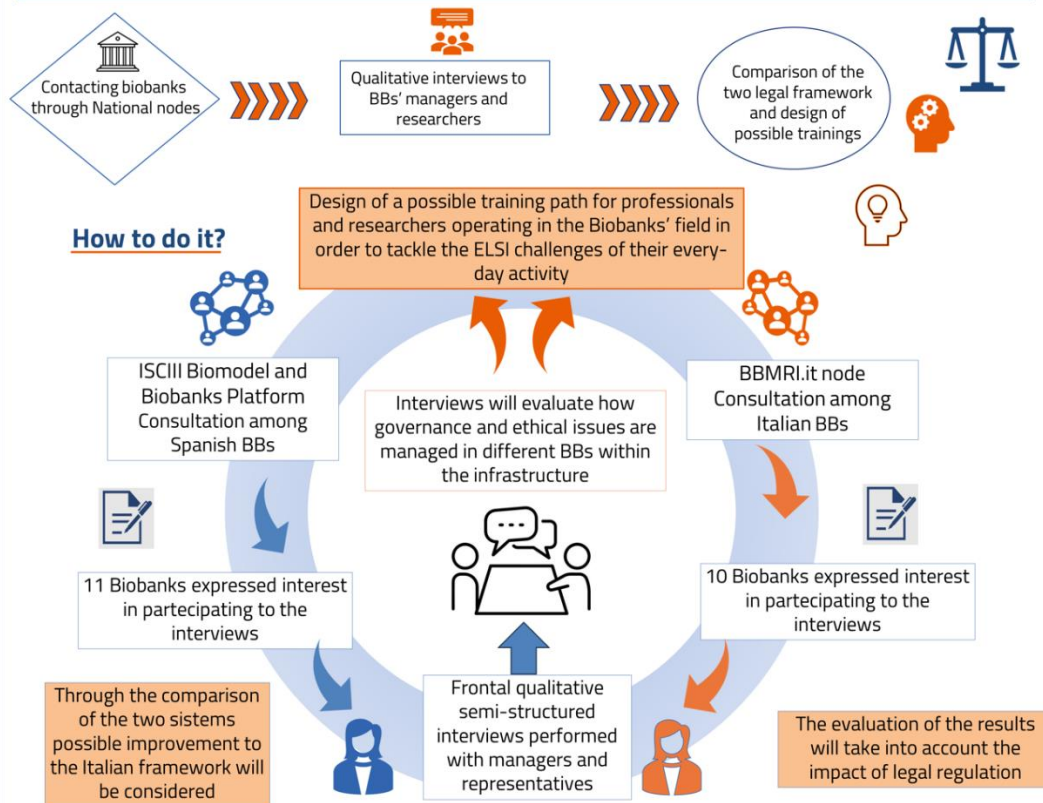 Contacting biobanks
through National nodes
Qualitative interviews to
BBs' managers and
researchers
Comparison of the
two legal framework
and design of
possible trainings
How to do it?
Design of a possible training path for professionals
and researchers operating in the Biobanks' field in
order to tackle the ELSI challenges of their every-
day activity
ISCIII Biomodel and
Biobanks Platform
Consultation among
Spanish BBs
Interviews will evaluate how
governance and ethical issues are
managed in different BBs within
the infrastructure
BBMRI.it node
Consultation among
Italian BBs
11 Biobanks expressed interest
in partecipating to the
interviews
10 Biobanks expressed interest
in partecipating to the
interviews
Through the comparison
of the two sistems
possible improvement to
the Italian framework will
be considered
Frontal qualitative
semi-structured
interviews performed
with managers and
representatives
The evaluation of the results
will take into account the
impact of legal regulation